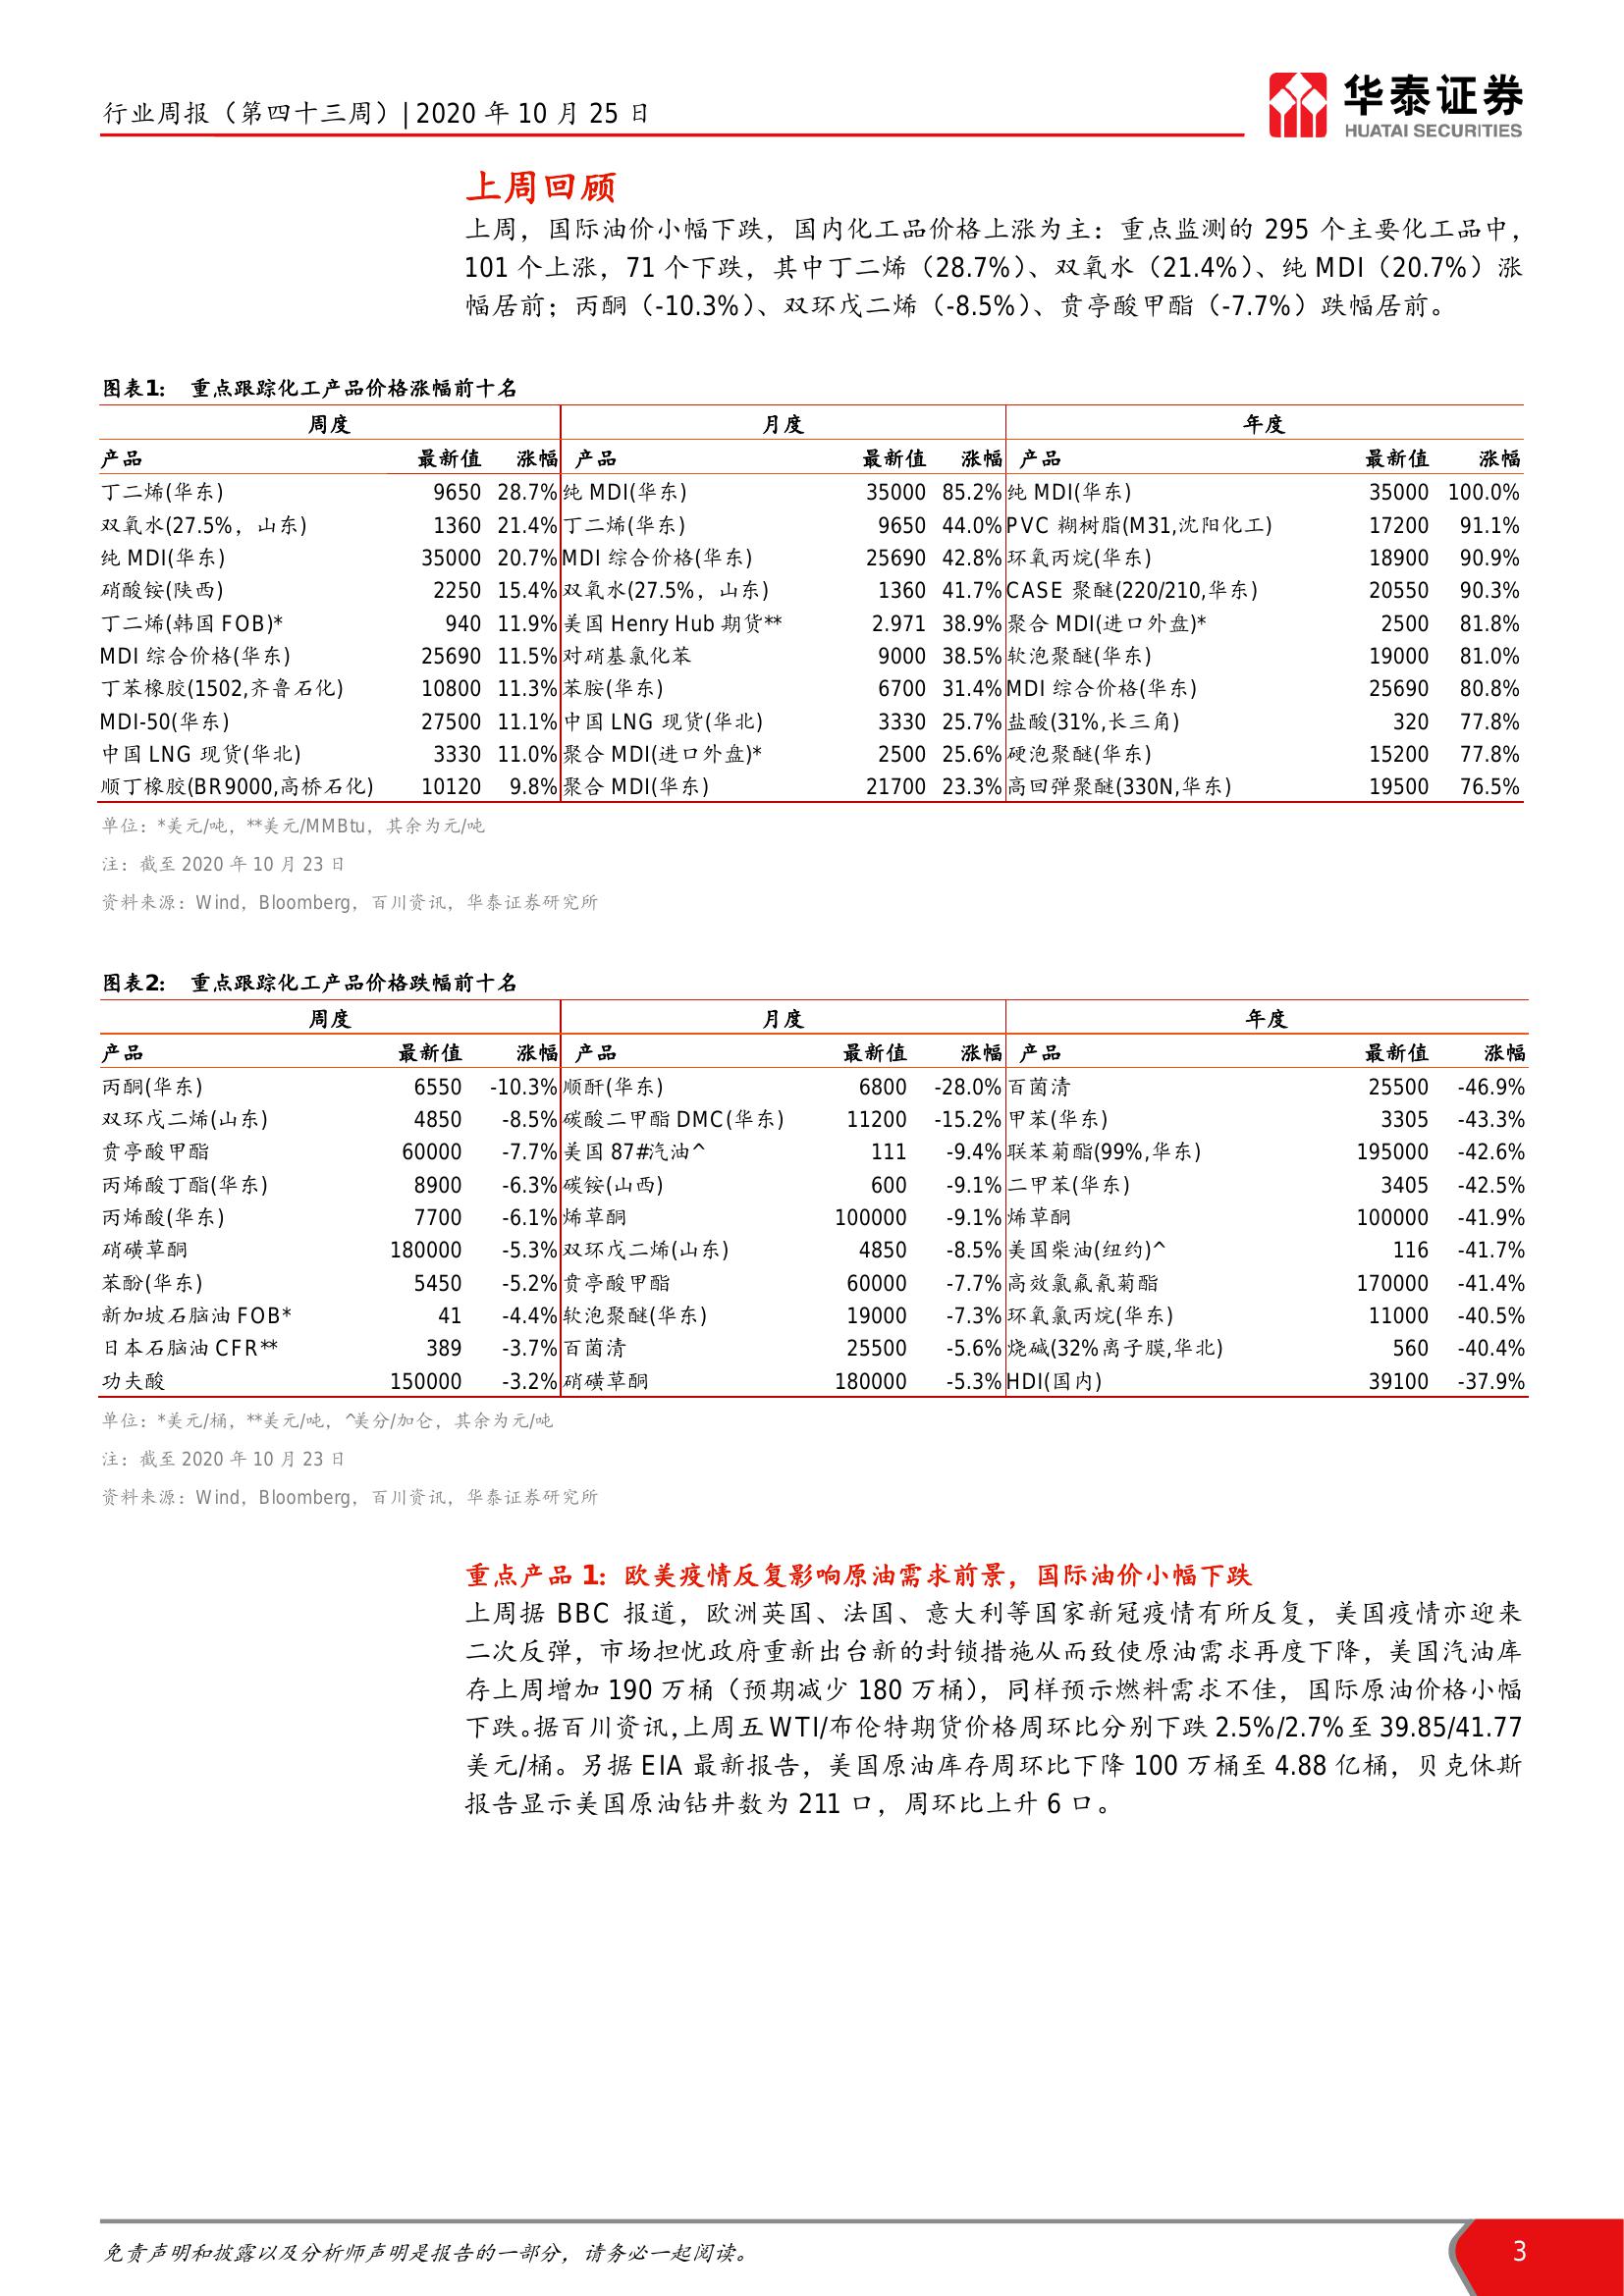 行业周报（第四十三周）| 2020 年 10 月 25 日
华泰证券
HUATAI SECURITIES
上周回顾
上周，国际油价小幅下跌，国内化工品价格上涨为主：重点监测的 295 个主要化工品中，
101 个上涨，71 个下跌，其中丁二烯（28.7%）、双氧水（21.4%）、纯 MDI（20.7%）涨
幅居前；丙酮（-10.3%）、双环戊二烯（-8.5%）、贲亭酸甲酯（-7.7%）跌幅居前。
图表1： 重点跟踪化工产品价格涨幅前十名
周度 月度 年度
产品 最新值 涨幅 产品 最新值 涨幅 产品 最新值 涨幅
丁二烯(华东) 9650 28.7% 纯 MDI(华东) 35000 85.2% 纯 MDI(华东) 35000 100.0%
双氧水(27.5%，山东) 1360 21.4% 丁二烯(华东) 9650 44.0% PVC 糊树脂(M31,沈阳化工) 17200 91.1%
纯 MDI(华东) 35000 20.7% MDI 综合价格(华东) 25690 42.8% 环氧丙烷(华东) 18900 90.9%
硝酸铵(陕西) 2250 15.4% 双氧水(27.5%，山东) 1360 41.7% CASE 聚醚(220/210,华东) 20550 90.3%
丁二烯(韩国 FOB)* 940 11.9% 美国 Henry Hub 期货** 2.971 38.9% 聚合 MDI(进口外盘)* 2500 81.8%
MDI 综合价格(华东) 25690 11.5% 对硝基氯化苯 9000 38.5% 软泡聚醚(华东) 19000 81.0%
丁苯橡胶(1502,齐鲁石化) 10800 11.3% 苯胺(华东) 6700 31.4% MDI 综合价格(华东) 25690 80.8%
MDI-50(华东) 27500 11.1% 中国 LNG 现货(华北) 3330 25.7% 盐酸(31%,长三角) 320 77.8%
中国 LNG 现货(华北) 3330 11.0% 聚合 MDI(进口外盘)* 2500 25.6% 硬泡聚醚(华东) 15200 77.8%
顺丁橡胶(BR9000,高桥石化) 10120 9.8% 聚合 MDI(华东) 21700 23.3% 高回弹聚醚(330N,华东) 19500 76.5%
单位：*美元/吨，**美元/MMBtu，其余为元/吨
注：截至 2020 年 10 月 23 日
资料来源：Wind，Bloomberg，百川资讯，华泰证券研究所
图表2： 重点跟踪化工产品价格跌幅前十名
周度 月度 年度
产品 最新值 涨幅 产品 最新值 涨幅 产品 最新值 涨幅
丙酮(华东) 6550 -10.3% 顺酐(华东) 6800 -28.0% 百菌清 25500 -46.9%
双环戊二烯(山东) 4850 -8.5% 碳酸二甲酯 DMC(华东) 11200 -15.2% 甲苯(华东) 3305 -43.3%
贲亭酸甲酯 60000 -7.7% 美国 87#汽油^ 111 -9.4% 联苯菊酯(99%,华东) 195000 -42.6%
丙烯酸丁酯(华东) 8900 -6.3% 碳铵(山西) 600 -9.1% 二甲苯(华东) 3405 -42.5%
丙烯酸(华东) 7700 -6.1% 烯草酮 100000 -9.1% 烯草酮 100000 -41.9%
硝磺草酮 180000 -5.3% 双环戊二烯(山东) 4850 -8.5% 美国柴油(纽约)^ 116 -41.7%
苯酚(华东) 5450 -5.2% 贲亭酸甲酯 60000 -7.7% 高效氯氟氰菊酯 170000 -41.4%
新加坡石脑油 FOB* 41 -4.4% 软泡聚醚(华东) 19000 -7.3% 环氧氯丙烷(华东) 11000 -40.5%
日本石脑油 CFR** 389 -3.7% 百菌清 25500 -5.6% 烧碱(32%离子膜,华北) 560 -40.4%
功夫酸 150000 -3.2% 硝磺草酮 180000 -5.3% HDI(国内) 39100 -37.9%
单位：*美元/桶，**美元/吨，^美分/加仑，其余为元/吨
注：截至 2020 年 10 月 23 日
资料来源：Wind，Bloomberg，百川资讯，华泰证券研究所
重点产品 1：欧美疫情反复影响原油需求前景，国际油价小幅下跌
上周据 BBC 报道，欧洲英国、法国、意大利等国家新冠疫情有所反复，美国疫情亦迎来
二次反弹，市场担忧政府重新出台新的封锁措施从而致使原油需求再度下降，美国汽油库
存上周增加 190 万桶（预期减少 180 万桶），同样预示燃料需求不佳，国际原油价格小幅
下跌。据百川资讯，上周五 WTI/布伦特期货价格周环比分别下跌 2.5%/2.7%至 39.85/41.77
美元/桶。另据 EIA 最新报告，美国原油库存周环比下降 100 万桶至 4.88 亿桶，贝克休斯
报告显示美国原油钻井数为 211 口，周环比上升 6 口。
免责声明和披露以及分析师声明是报告的一部分，请务必一起阅读。
3